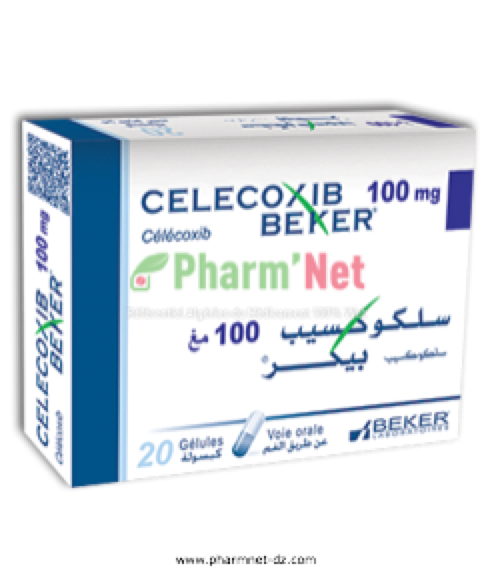 CELECOXIB 100 mg
BEKER®
Célécoxib
Pharm'Net
سلكوكسيب 100 مغ
بيكر®
سلكوكسيب
20 Gélules
كبسولة
Voie orale
عن طريق الفم
BEKER
LABORATOIRES
CELECOXIB 100 mg
BEKER
Célécoxib
www.pharmnet-dz.com